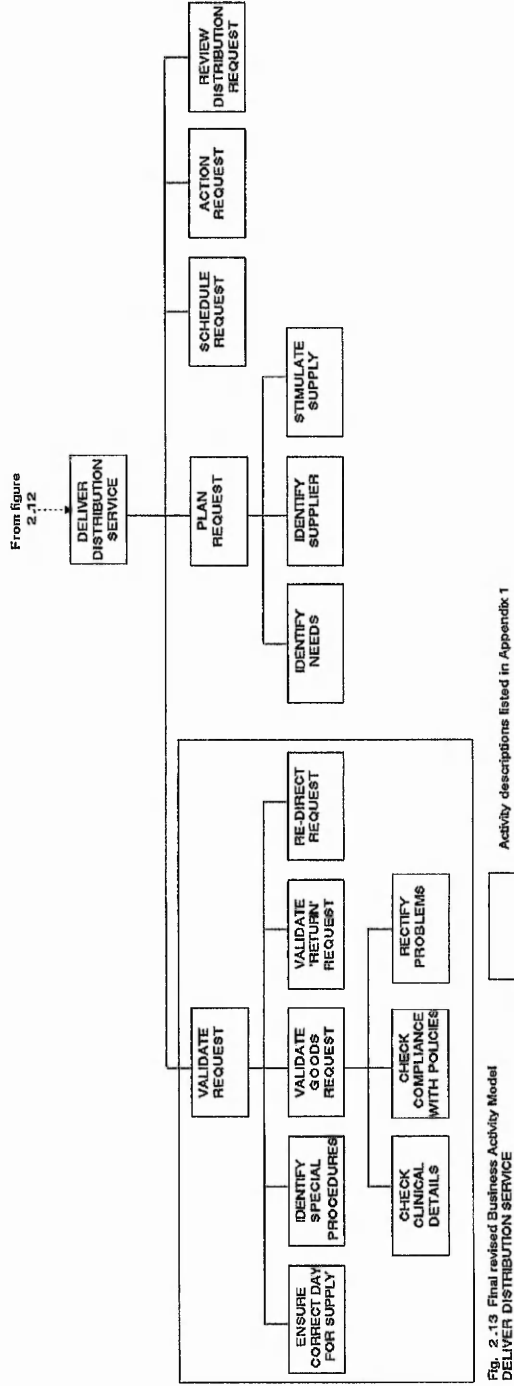 From figure
2.12
DELIVER
DISTRIBUTION
SERVICE
VALIDATE
REQUEST
PLAN
REQUEST
SCHEDULE
REQUEST
ACTION
REQUEST
REVIEW
DISTRIBUTION
REQUEST
ENSURE
CORRECT DAY
FOR SUPPLY
IDENTIFY
SPECIAL
PROCEDURES
VALIDATE
GOODS
REQUEST
VALIDATE
'RETURN'
REQUEST
RE-DIRECT
REQUEST
IDENTIFY
NEEDS
IDENTIFY
SUPPLIER
STIMULATE
SUPPLY
CHECK
CLINICAL
DETAILS
CHECK
COMPLIANCE
WITH POLICIES
RECTIFY
PROBLEMS
Fig. 2.13 Final revised Business Activity Model
DELIVER DISTRIBUTION SERVICE
Activity descriptions listed in Appendix 1